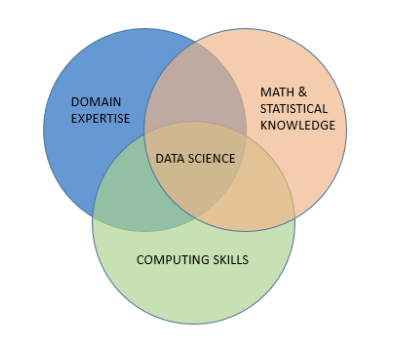 DOMAIN
EXPERTISE
MATH &
STATISTICAL
KNOWLEDGE
DATA SCIENCE
COMPUTING SKILLS